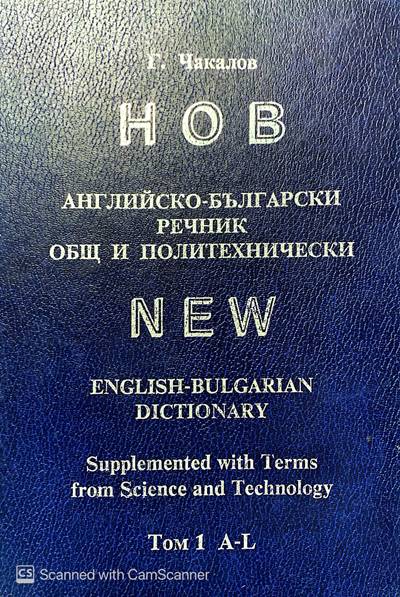 Г. Чакалов
НОВ
АНГЛИЙСКО-БЪЛГАРСКИ
РЕЧНИК
ОБЩ И ПОЛИТЕХНИЧЕСКИ
NEW
ENGLISH-BULGARIAN
DICTIONARY
Supplemented with Terms
from Science and Technology
Том 1 A-L
CS Scanned with CamScanner